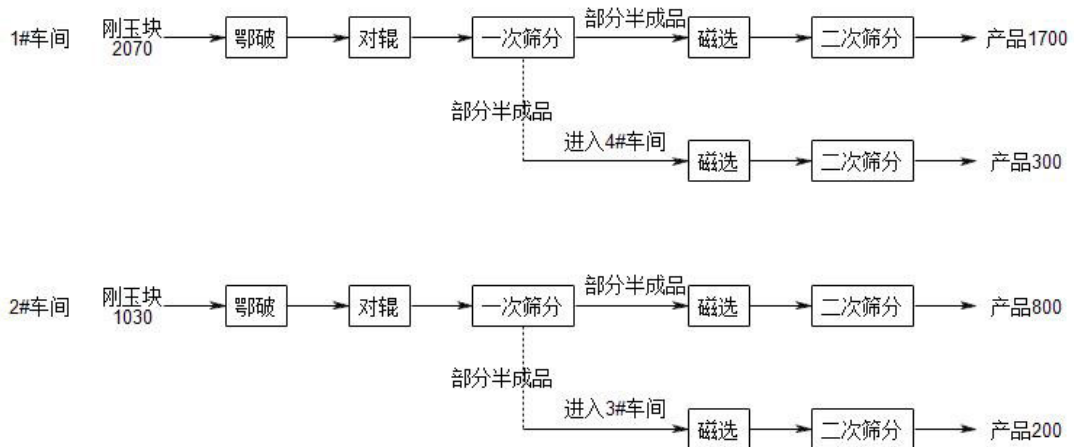 1#车间 刚玉块 2070 鄂破 对辊 一次筛分 部分半成品 磁选 二次筛分 产品1700
部分半成品
进入4#车间 磁选 二次筛分 产品300
2#车间 刚玉块 1030 鄂破 对辊 一次筛分 部分半成品 磁选 二次筛分 产品800
部分半成品
进入3#车间 磁选 二次筛分 产品200